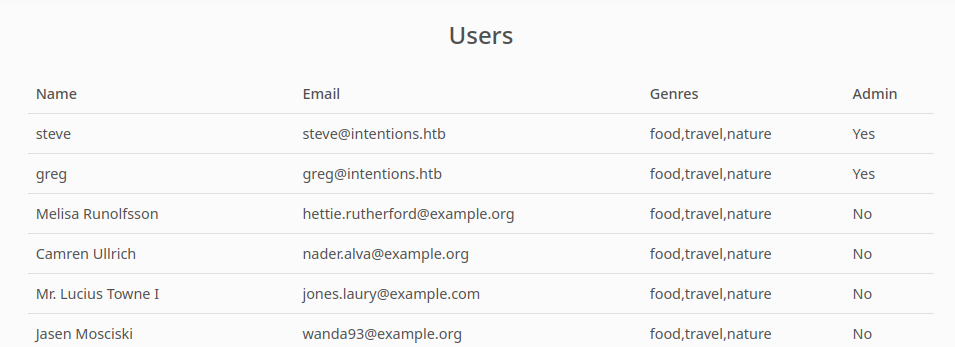 Users
Name Email Genres Admin
steve steve@intentions.htb food,travel,nature Yes
greg greg@intentions.htb food,travel,nature Yes
Melisa Runolfsson hettie.rutherford@example.org food,travel,nature No
Camren Ullrich nader.alva@example.org food,travel,nature No
Mr. Lucius Towne I jones.laury@example.com food,travel,nature No
Jasen Mosciski wanda93@example.org food,travel,nature No